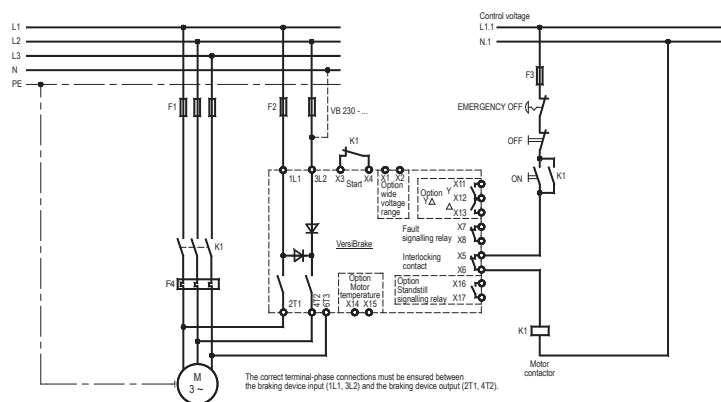 Control voltage
L1
L1.1
L2
N.1
L3
N
PE
F1
F2
VB 230 - ...
F3
EMERGENCY OFF
OFF
ON
K1
K1
1L1
3L2
X3
X4
Start
X1
X2
Option
wide
voltage
range
Option
Y△
Y
△
X11
X12
X13
Fault
signalling relay
X7
X8
VersiBrake
Interlocking
contact
X5
X6
K1
F4
Option
Motor
temperature
X14
X15
Option
Standstill
signalling relay
X16
X17
2T1
4T2
6T3
K1
Motor
contactor
M
3 ~
The correct terminal-phase connections must be ensured between
the braking device input (1L1, 3L2) and the braking device output (2T1, 4T2).